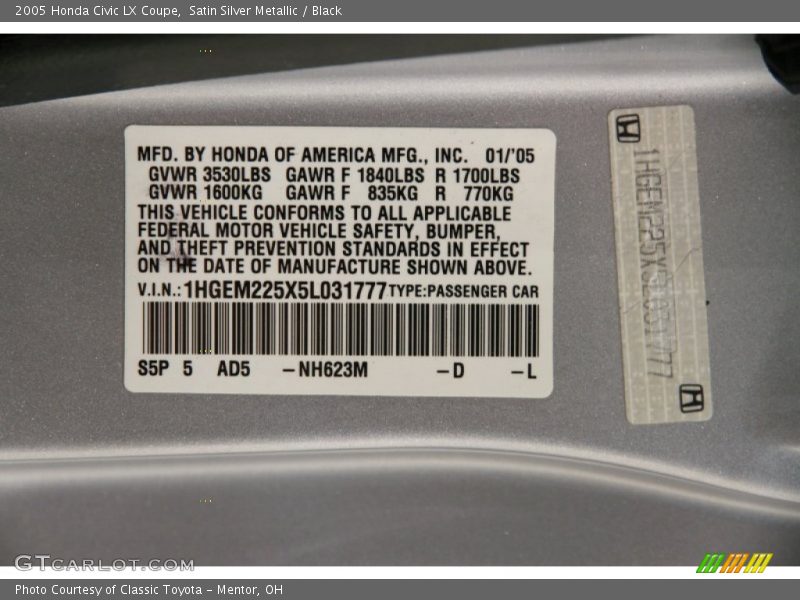 2005 Honda Civic LX Coupe,  Satin Silver Metallic / Black
MFD. BY HONDA OF AMERICA MFG., INC. 01/'05
GVWR 3530LBS GAWR F 1840LBS R 1700LBS
GVWR 1600KG GAWR F 835KG R 770KG
THIS VEHICLE CONFORMS TO ALL APPLICABLE
FEDERAL MOTOR VEHICLE SAFETY, BUMPER,
AND THEFT PREVENTION STANDARDS IN EFFECT
ON THE DATE OF MANUFACTURE SHOWN ABOVE.
V.I.N.: 1HGEM225X5L031777 TYPE:PASSENGER CAR
S5P 5 AD5 –NH623M –D –L
1HGEM225X5L031777
GTCARLOT.COM
Photo Courtesy of Classic Toyota - Mentor, OH